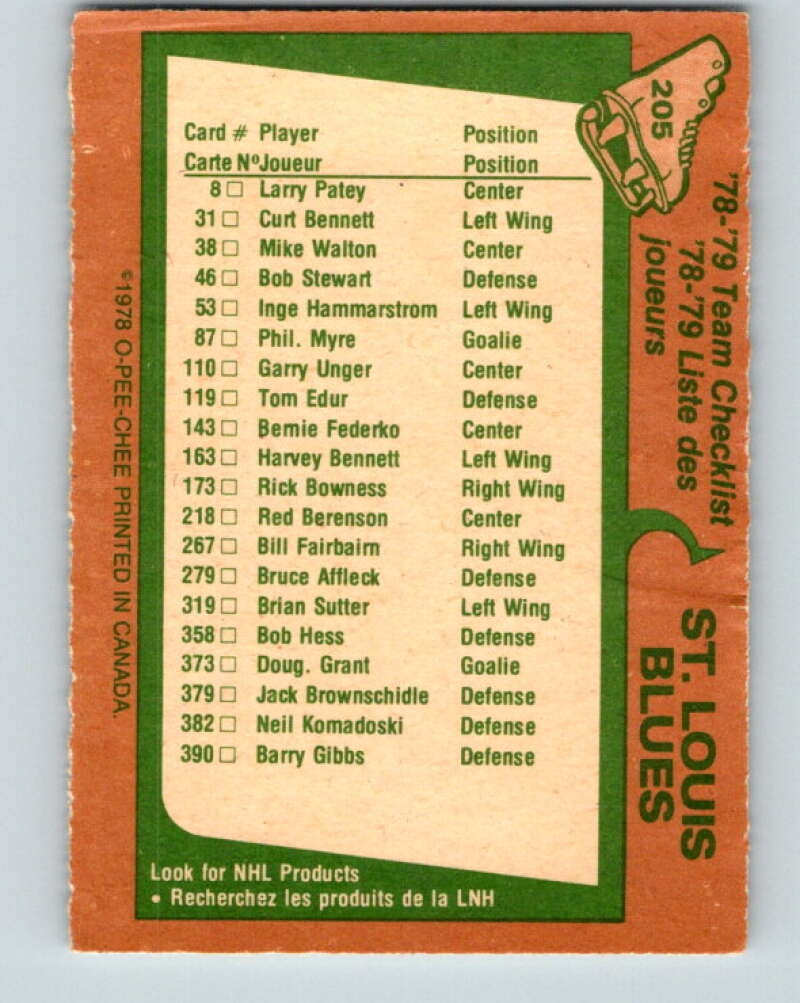 205
'78-'79 Team Checklist
'78-'79 Liste des
joueurs
ST. LOUIS
BLUES
Card # Player Position
Carte Nº Joueur Position
8 □ Larry Patey Center
31 □ Curt Bennett Left Wing
38 □ Mike Walton Center
46 □ Bob Stewart Defense
53 □ Inge Hammarstrom Left Wing
87 □ Phil. Myre Goalie
110 □ Garry Unger Center
119 □ Tom Edur Defense
143 □ Bernie Federko Center
163 □ Harvey Bennett Left Wing
173 □ Rick Bowness Right Wing
218 □ Red Berenson Center
267 □ Bill Fairbairn Right Wing
279 □ Bruce Affleck Defense
319 □ Brian Sutter Left Wing
358 □ Bob Hess Defense
373 □ Doug. Grant Goalie
379 □ Jack Brownschidle Defense
382 □ Neil Komadoski Defense
390 □ Barry Gibbs Defense
Look for NHL Products
• Recherchez les produits de la LNH
©1978 O-PEE-CHEE PRINTED IN CANADA.